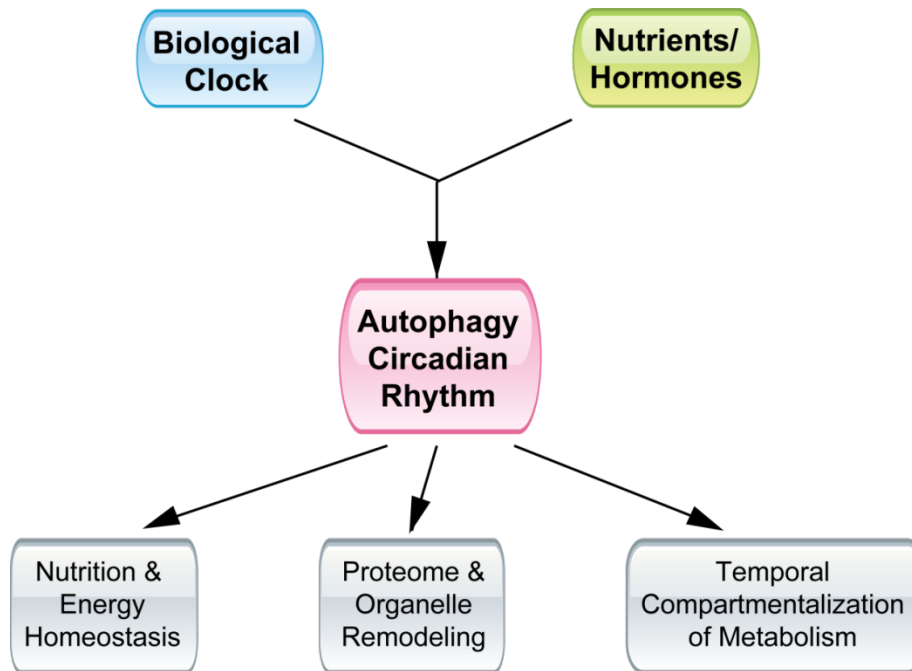 Biological
Clock
Nutrients/
Hormones
Autophagy
Circadian
Rhythm
Nutrition &
Energy
Homeostasis
Proteome &
Organelle
Remodeling
Temporal
Compartmentalization
of Metabolism